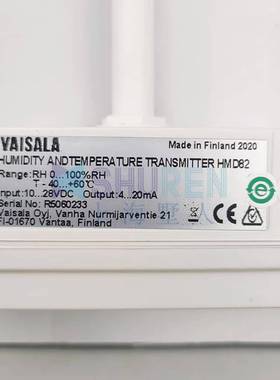 VAISALA
Made in Finland 2020
HUMIDITY ANDTEMPERATURE TRANSMITTER HMD82
Range: RH 0...100%RH
T - 40...+60°C
Input: 10...28VDC Output: 4...20mA
Serial No: R5060233
Vaisala Oyj, Vanha Nurmijarventie 21
FI-01670 Vantaa, Finland
SHUREN